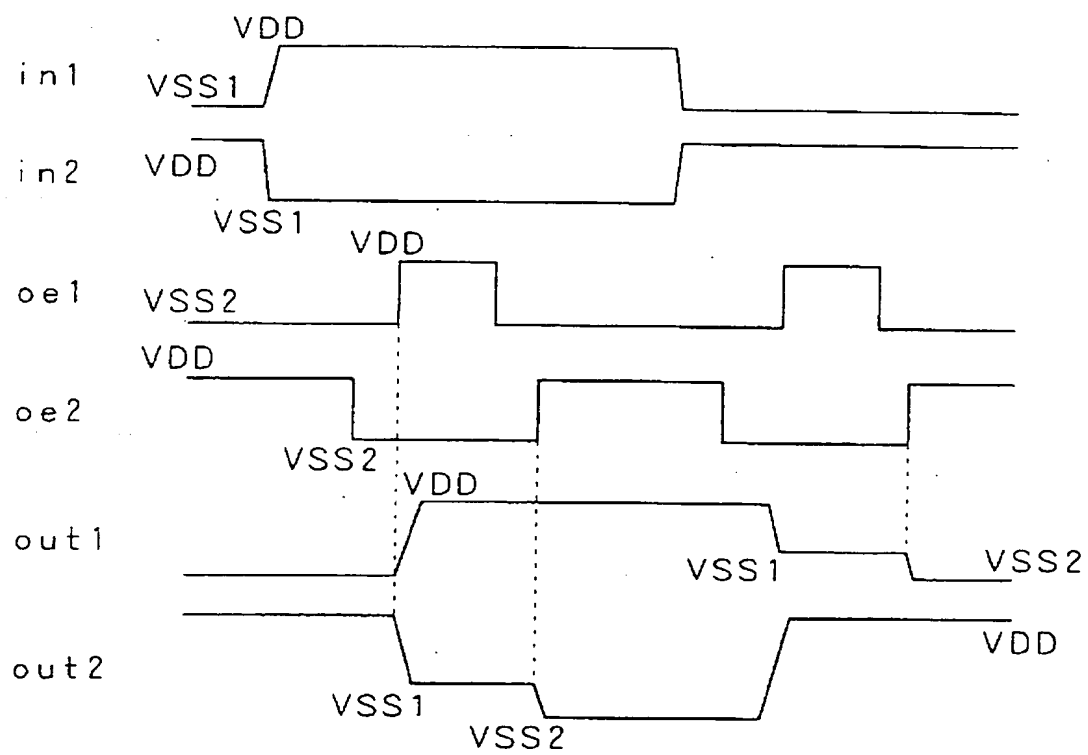 VDD
in1
VSS1
VDD
in2
VSS1
VDD
oe1
VSS2
VDD
oe2
VSS2
VDD
out1
VSS1
VSS2
out2
VDD
VSS1
VSS2